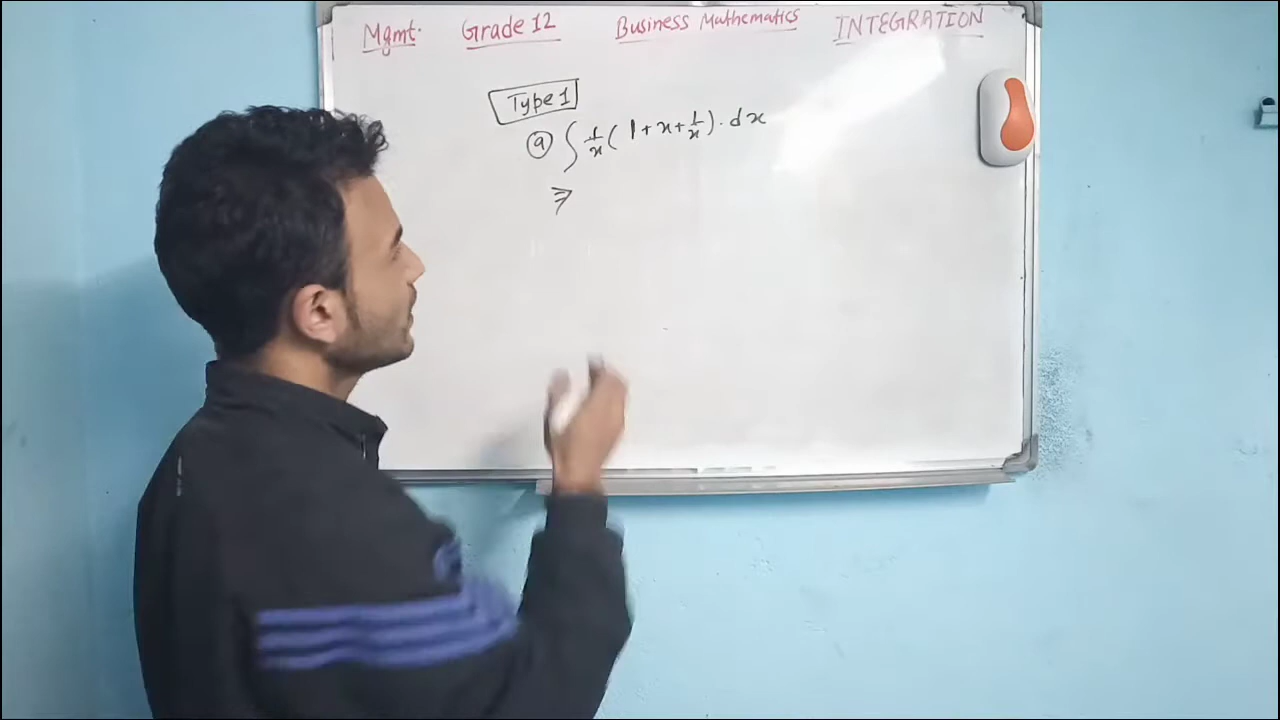 Mgmt. Grade 12 Business Mathematics INTEGRATION
Type 1
(a) ∫ 1/x ( 1 + x + 1/x ) . dx
⇒